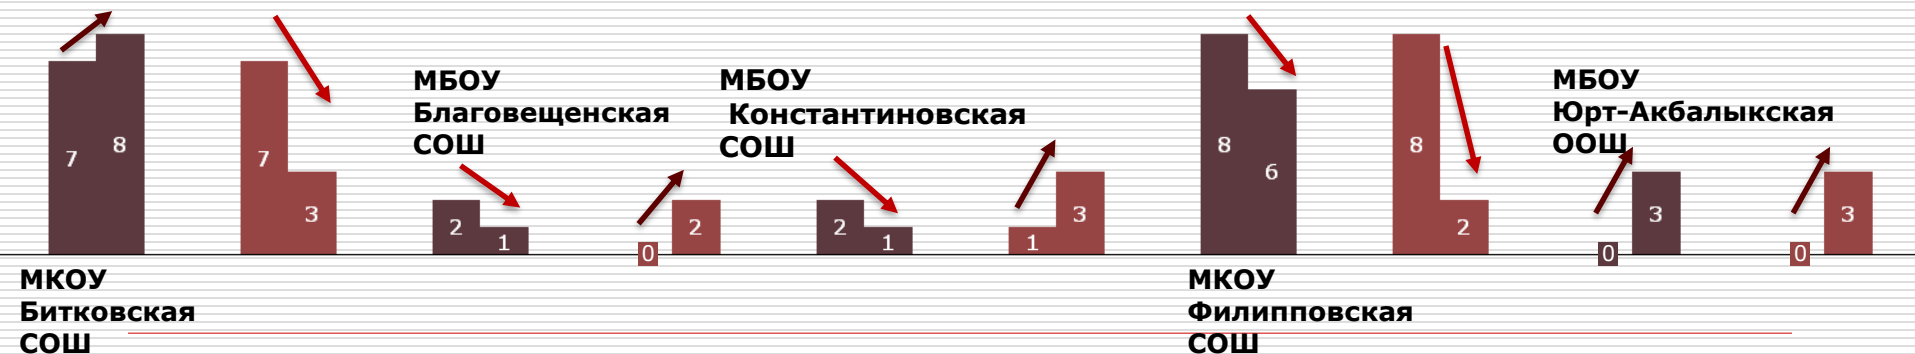 МБОУ
Благовещенская
СОШ
МБОУ
Константиновская
СОШ
МБОУ
Юрт-Акбалыкская
ООШ
7
8
7
3
2
1
0
2
2
1
1
3
8
6
8
2
0
3
0
3
МКОУ
Битковская
СОШ
МКОУ
Филипповская
СОШ